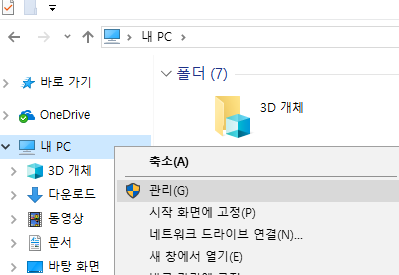 내 PC
바로 가기
OneDrive
내 PC
3D 개체
다운로드
동영상
문서
바탕 화면
폴더 (7)
3D 개체
축소(A)
관리(G)
시작 화면에 고정(P)
네트워크 드라이브 연결(N)...
새 창에서 열기(E)